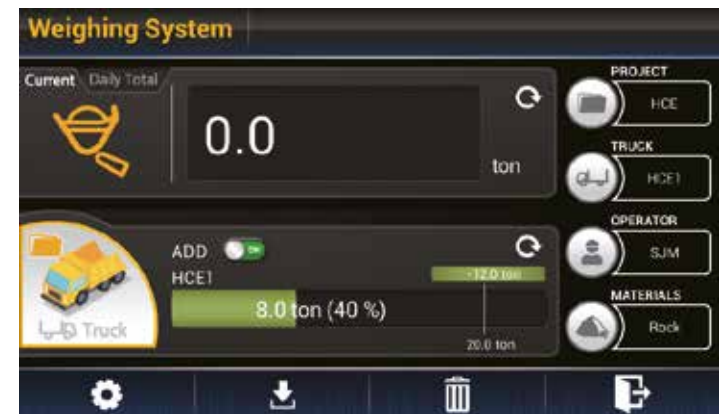 Weighing System
Current Daily Total
0.0
ton
PROJECT
HCE
TRUCK
HCE1
OPERATOR
SJM
MATERIALS
Rock
ADD ON
HCE1
-12.0 ton
8.0 ton (40 %)
20.0 ton
Truck